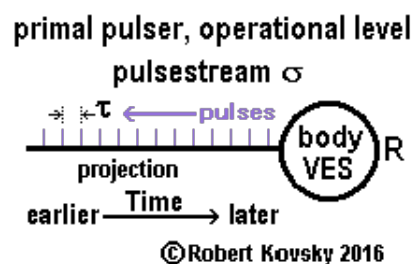 primal pulser, operational level
pulsestream σ
τ pulses
body
VES
R
projection
Time
earlier later
©Robert Kovsky 2016